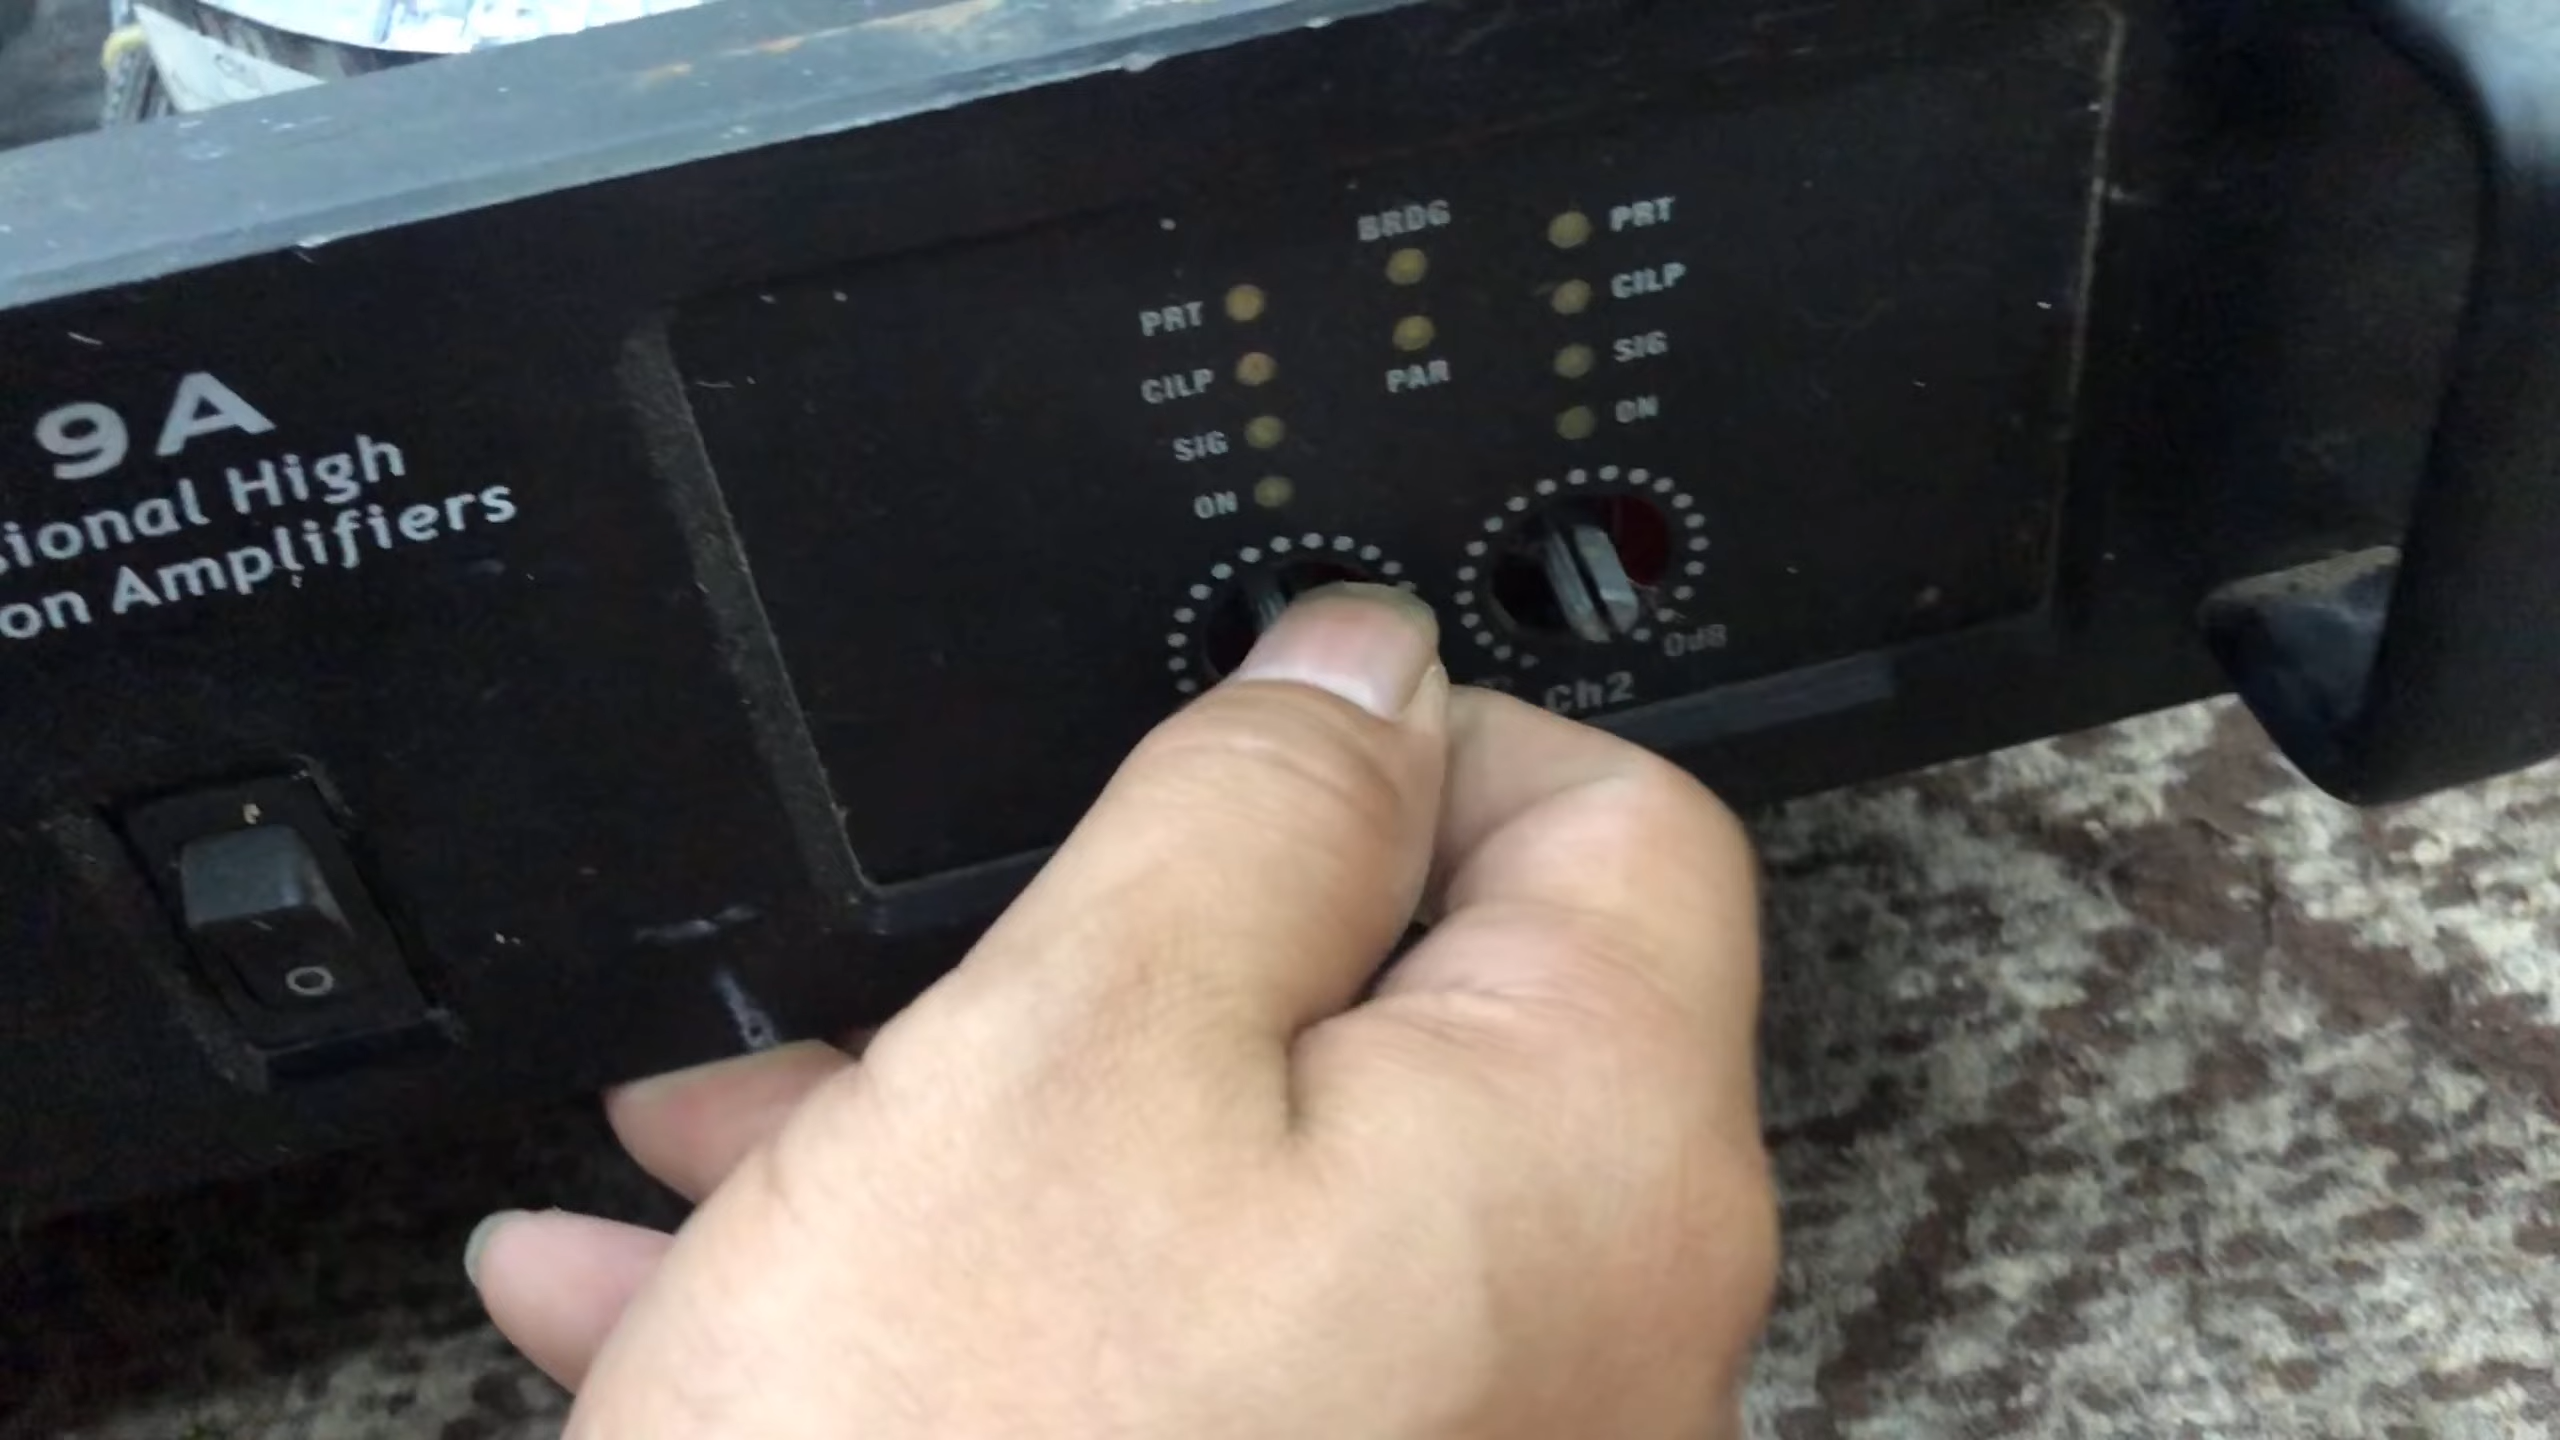 9A
sional High
on Amplifiers
PRT
CILP
SIG
ON
BRDG
PAR
PRT
CILP
SIG
ON
0dB
Ch2
O